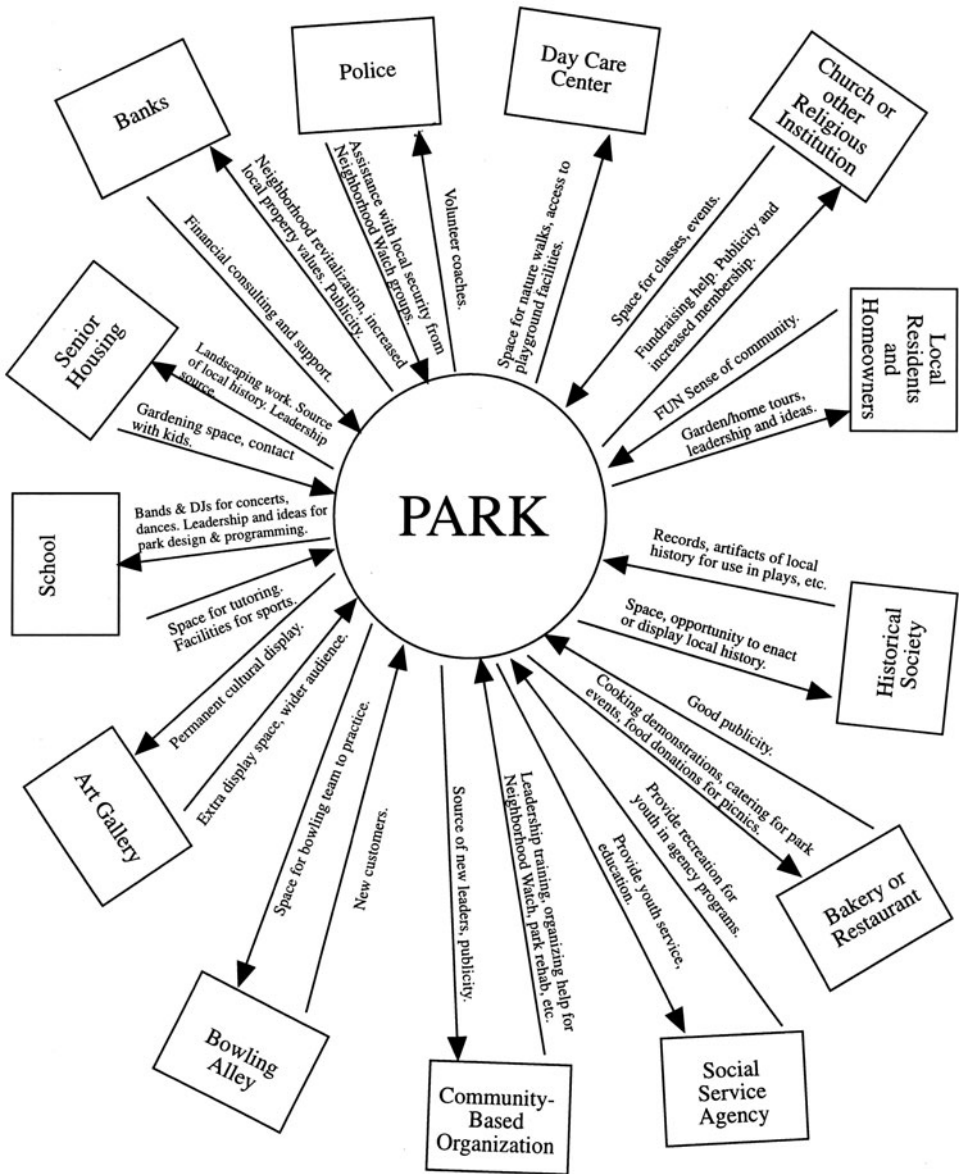 Police
Day Care
Center
Church or
other
Religious
Institution
Banks
Neighborhood revitalization, increased
local property values. Publicity.
Assistance with local security from
Neighborhood Watch groups.
Volunteer coaches.
Space for nature walks, access to
playground facilities.
Space for classes, events.
Fundraising help. Publicity and
increased membership.
Financial consulting and support.
Senior
Housing
Landscaping work. Source
of local history. Leadership
source.
Gardening space, contact
with kids.
FUN Sense of community.
Garden/home tours,
leadership and ideas.
Local
Residents
and
Homeowners
PARK
School
Bands & DJs for concerts,
dances. Leadership and ideas for
park design & programming.
Space for tutoring.
Facilities for sports.
Records, artifacts of local
history for use in plays, etc.
Space, opportunity to enact
or display local history.
Historical
Society
Art Gallery
Permanent cultural display.
Extra display space, wider audience.
Space for bowling team to practice.
New customers.
Bowling
Alley
Source of new leaders, publicity.
Leadership training, organizing help for
Neighborhood Watch, park rehab, etc.
Community-
Based
Organization
Provide youth service,
education.
Provide recreation for
youth in agency programs.
Social
Service
Agency
Cooking demonstrations, catering for park
events, food donations for picnics.
Good publicity.
Bakery or
Restaurant